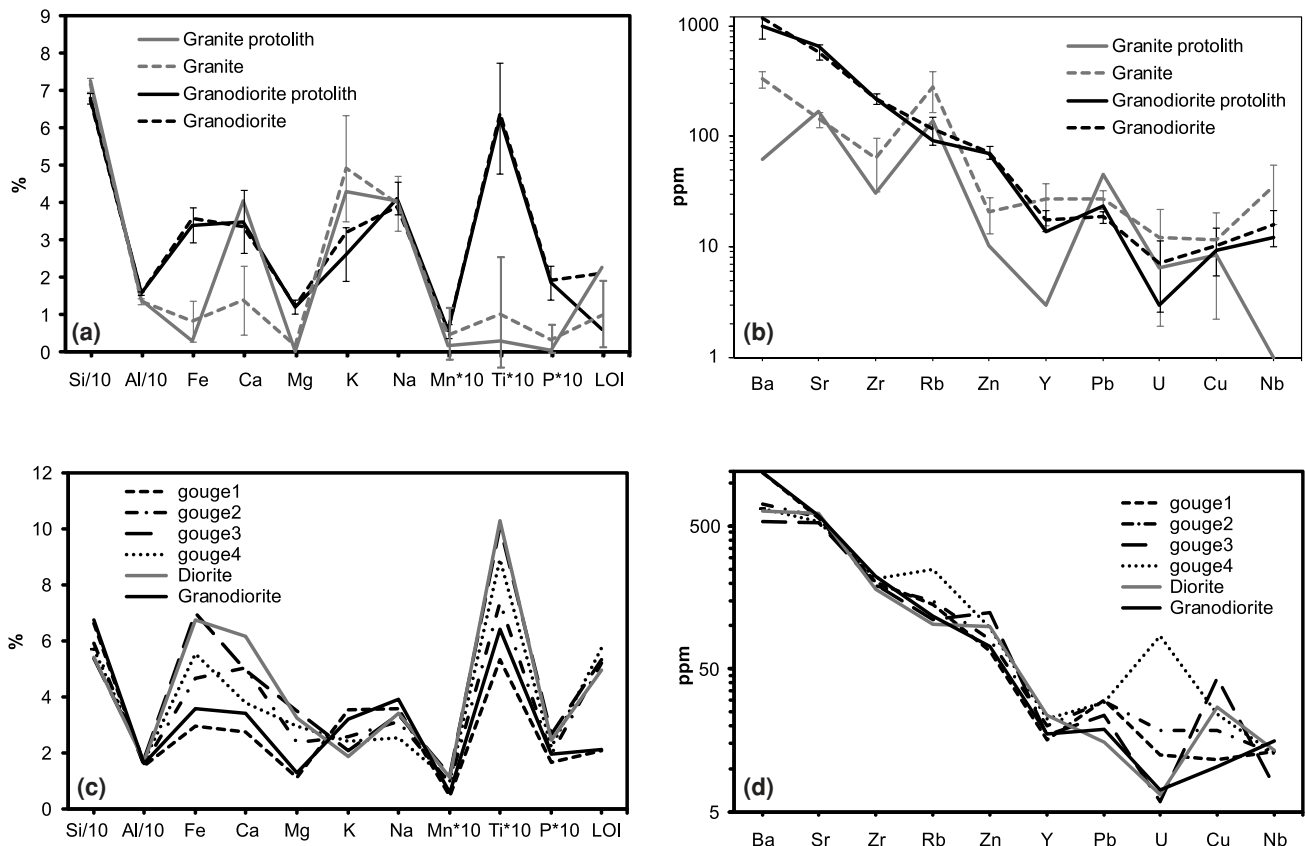 9
8
7
6
5
4
3
2
1
0
%
Granite protolith
Granite
Granodiorite protolith
Granodiorite
(a)
Si/10 Al/10 Fe Ca Mg K Na Mn*10 Ti*10 P*10 LOI
1000
100
10
1
ppm
Granite protolith
Granite
Granodiorite protolith
Granodiorite
(b)
Ba Sr Zr Rb Zn Y Pb U Cu Nb
12
10
8
6
4
2
0
%
gouge1
gouge2
gouge3
gouge4
Diorite
Granodiorite
(c)
Si/10 Al/10 Fe Ca Mg K Na Mn*10 Ti*10 P*10 LOI
500
50
5
ppm
gouge1
gouge2
gouge3
gouge4
Diorite
Granodiorite
(d)
Ba Sr Zr Rb Zn Y Pb U Cu Nb